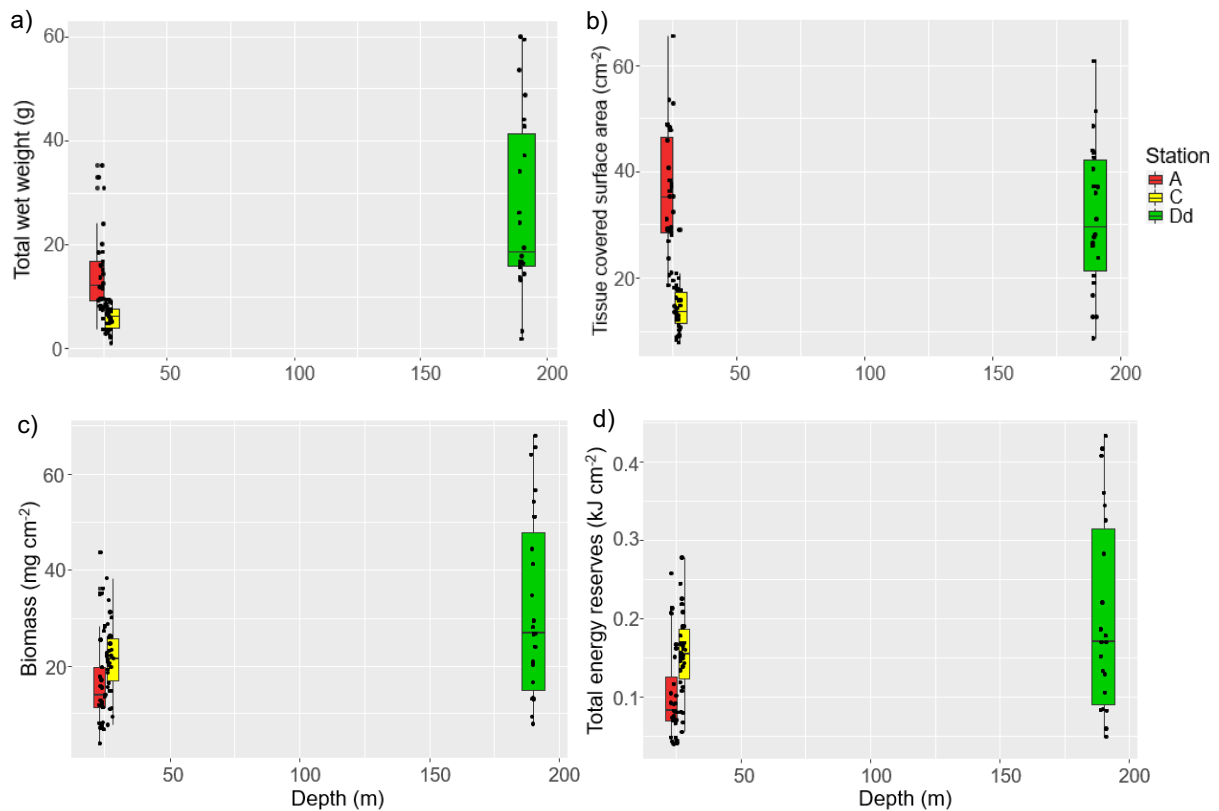 a)
Total wet weight (g)
60
40
20
0
50
100
150
200
b)
Tissue covered surface area (cm-2)
60
40
20
50
100
150
200
Station
A
C
Dd
c)
Biomass (mg cm-2)
60
40
20
50
100
150
200
Depth (m)
d)
Total energy reserves (kJ cm-2)
0.4
0.3
0.2
0.1
50
100
150
200
Depth (m)